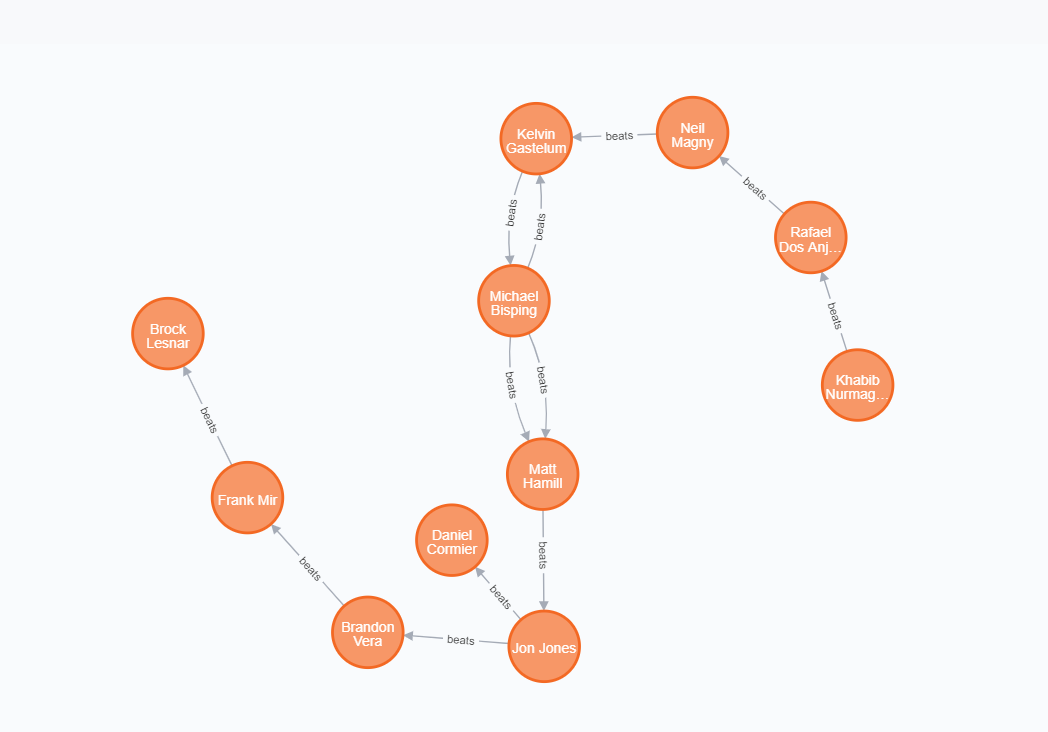 Kelvin
Gastelum
beats
Neil
Magny
beats
Rafael
Dos Anj...
beats
Khabib
Nurmag...
beats
beats
Michael
Bisping
beats
beats
Matt
Hamill
beats
Jon Jones
beats
Daniel
Cormier
beats
Brandon
Vera
beats
Frank Mir
beats
Brock
Lesnar